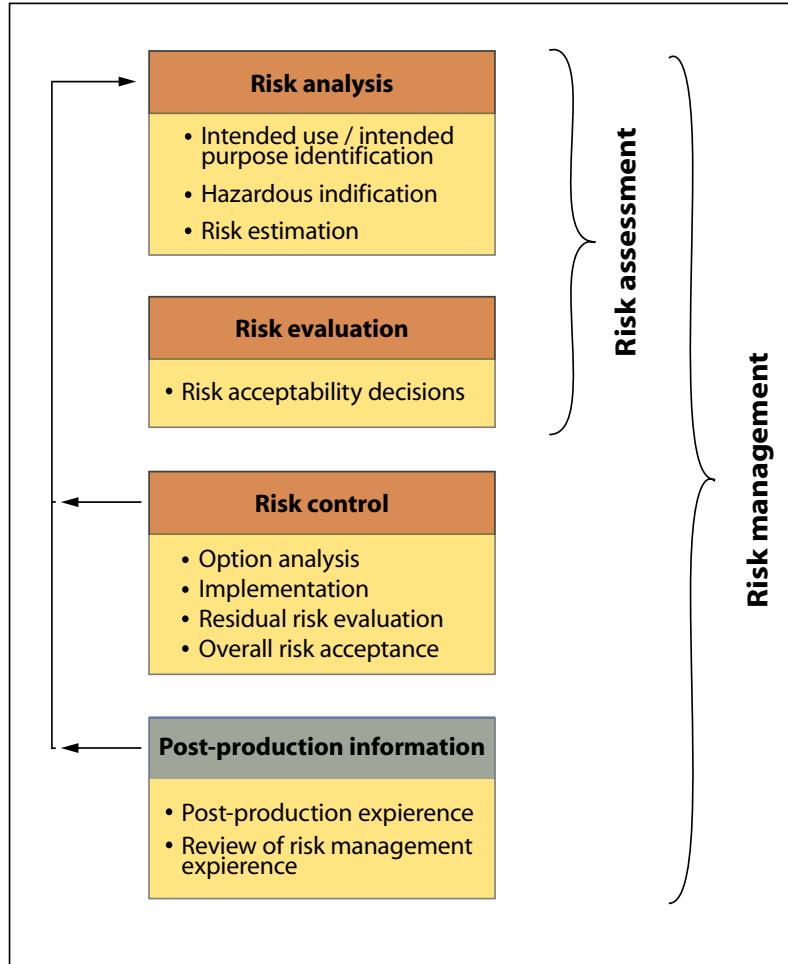 Risk analysis
• Intended use / intended
purpose identification
• Hazardous indification
• Risk estimation
Risk evaluation
• Risk acceptability decisions
Risk control
• Option analysis
• Implementation
• Residual risk evaluation
• Overall risk acceptance
Post-production information
• Post-production expierence
• Review of risk management
expierence
Risk assessment
Risk management